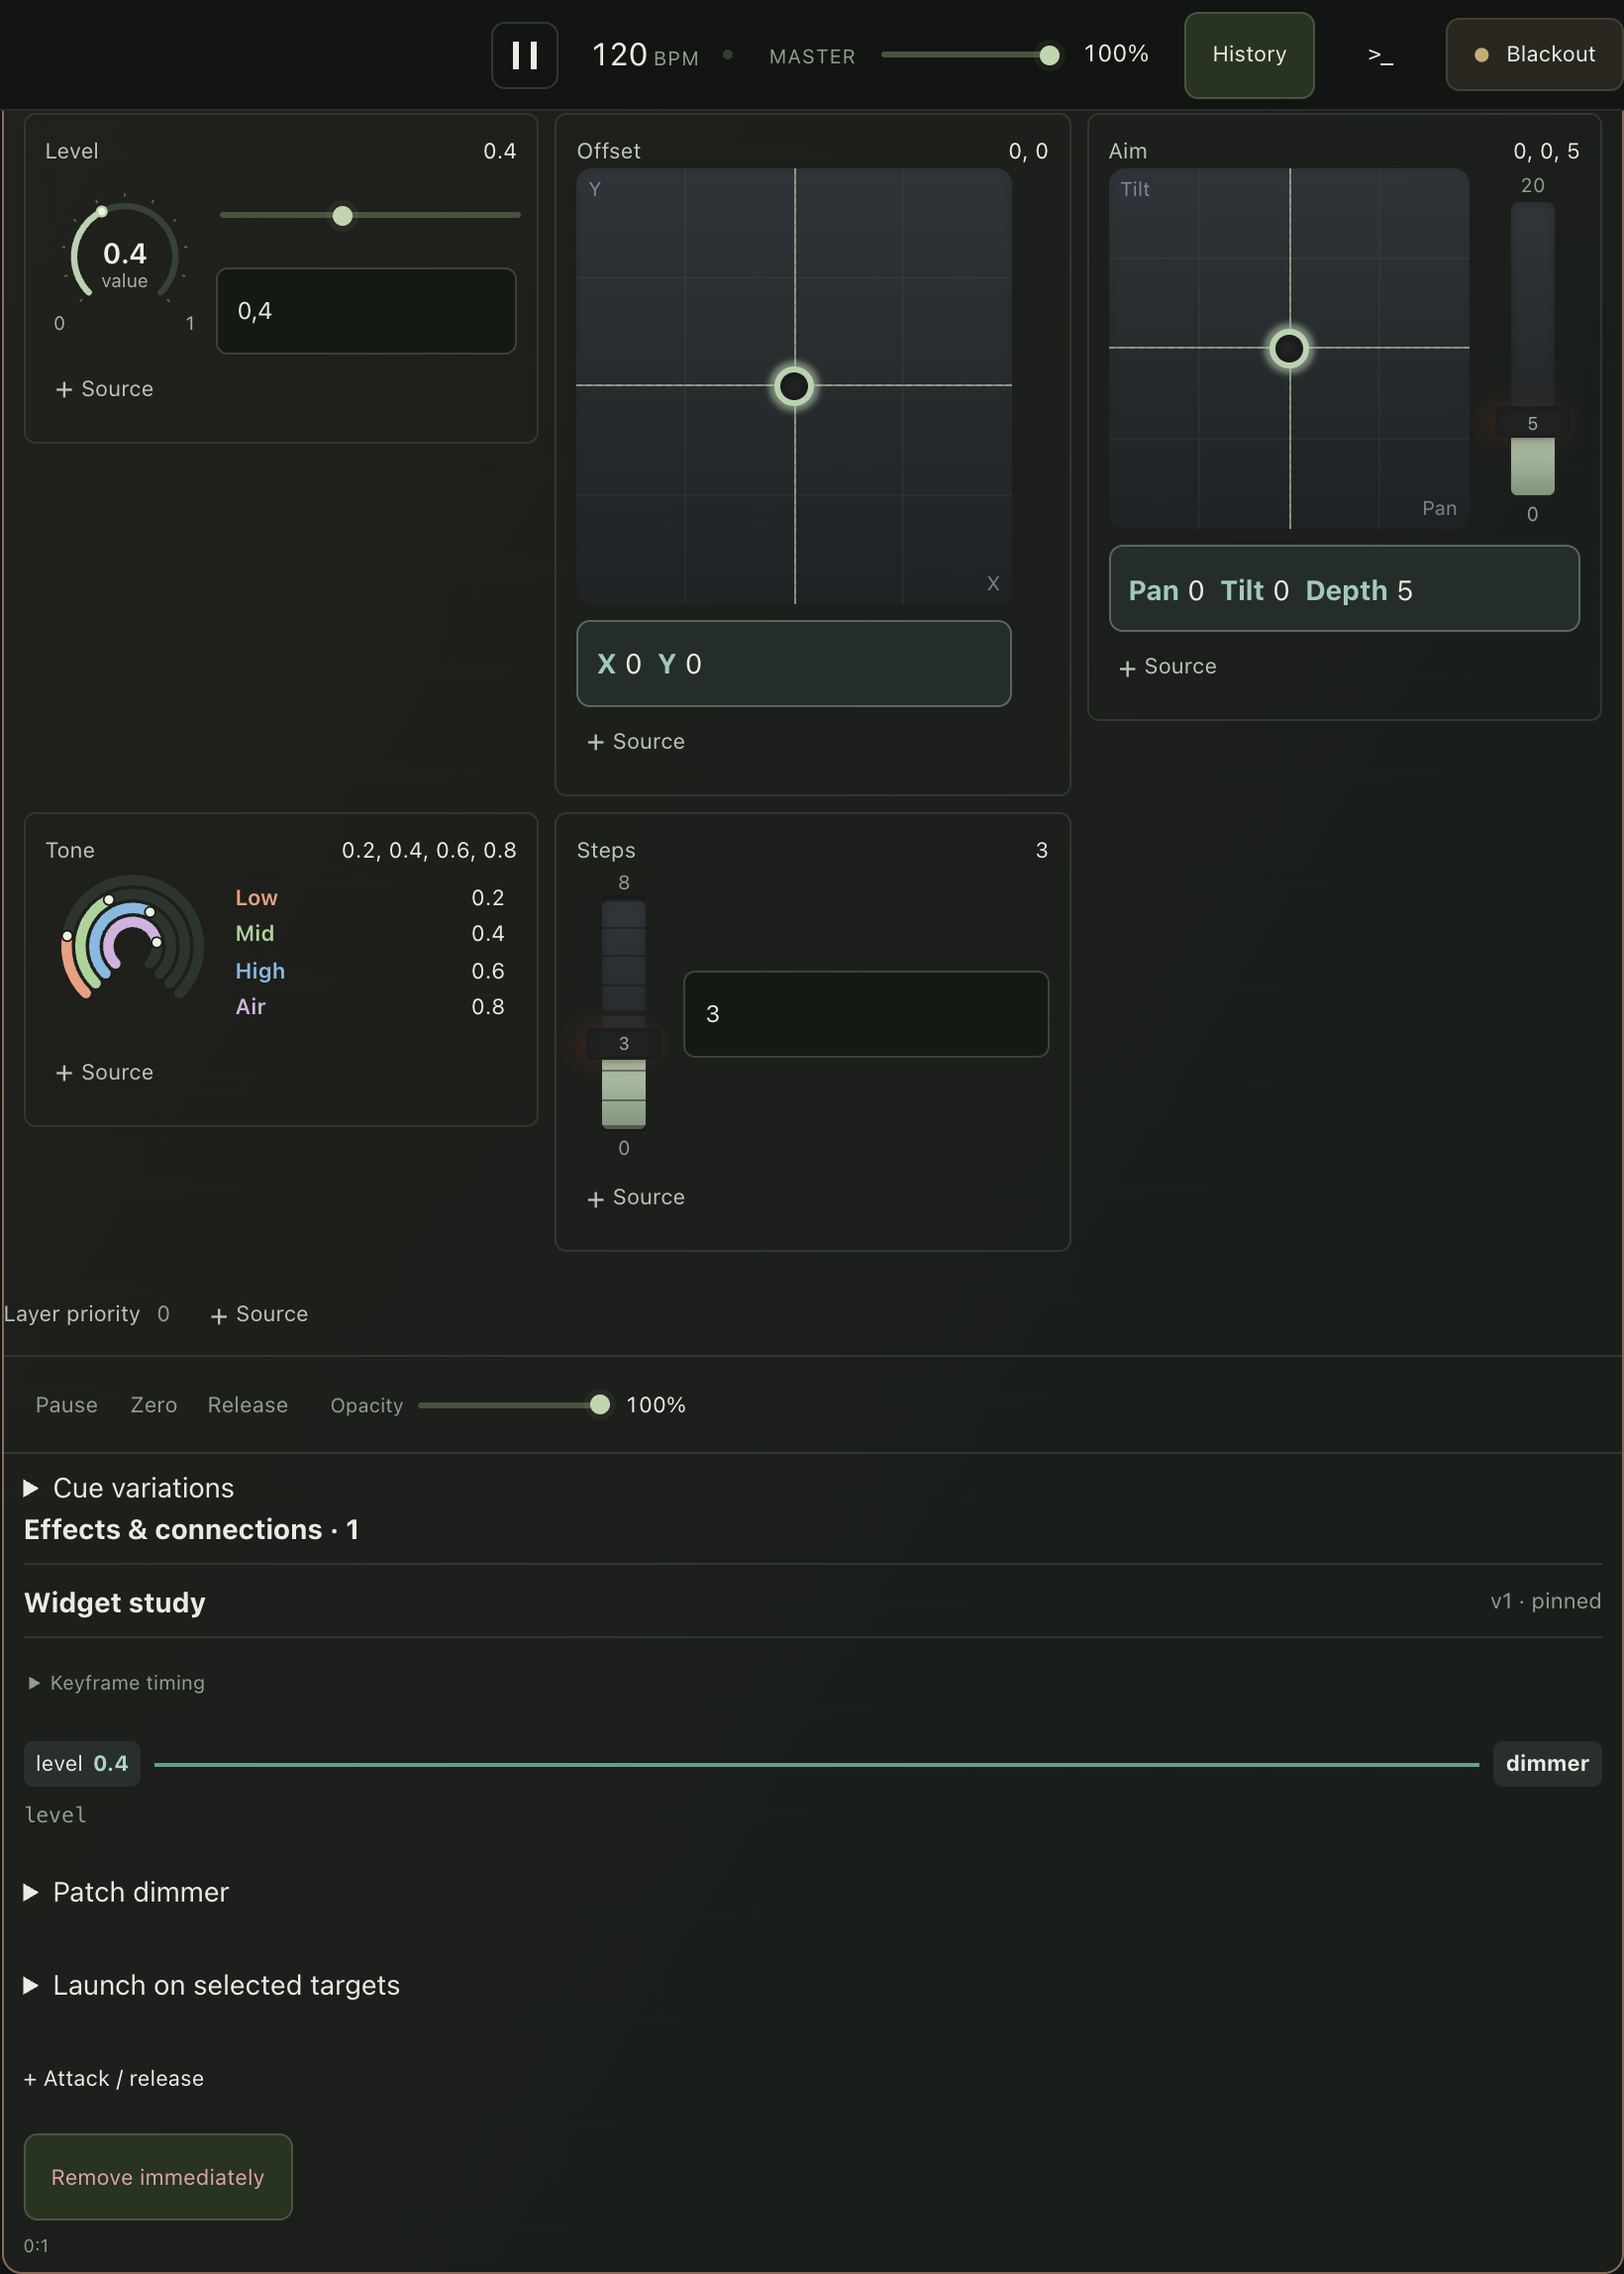 120 BPM MASTER 100% History >_ Blackout
Level 0.4
0.4
value
0 1
0,4
+ Source
Offset 0, 0
Y
X
X 0 Y 0
+ Source
Aim 0, 0, 5
Tilt
Pan
20
5
0
Pan 0 Tilt 0 Depth 5
+ Source
Tone 0.2, 0.4, 0.6, 0.8
Low 0.2
Mid 0.4
High 0.6
Air 0.8
+ Source
Steps 3
8
3
0
3
+ Source
Layer priority 0 + Source
Pause Zero Release Opacity 100%
Cue variations
Effects & connections · 1
Widget study v1 · pinned
Keyframe timing
level 0.4 dimmer
level
Patch dimmer
Launch on selected targets
+ Attack / release
Remove immediately
0:1